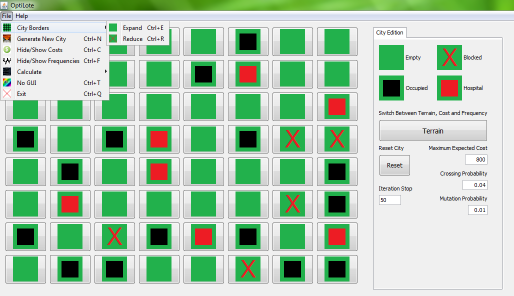 OptiLote
File Help
City Borders
Expand Ctrl+E
Reduce Ctrl+R
Generate New City Ctrl+N
Hide/Show Costs Ctrl+C
Hide/Show Frequencies Ctrl+F
Calculate
No GUI Ctrl+T
Exit Ctrl+Q
City Edition
Empty
Blocked
Occupied
Hospital
Switch Between Terrain, Cost and Frequency
Terrain
Reset City
Maximum Expected Cost
Reset
800
Crossing Probability
0.04
Iteration Stop
Mutation Probability
50
0.01